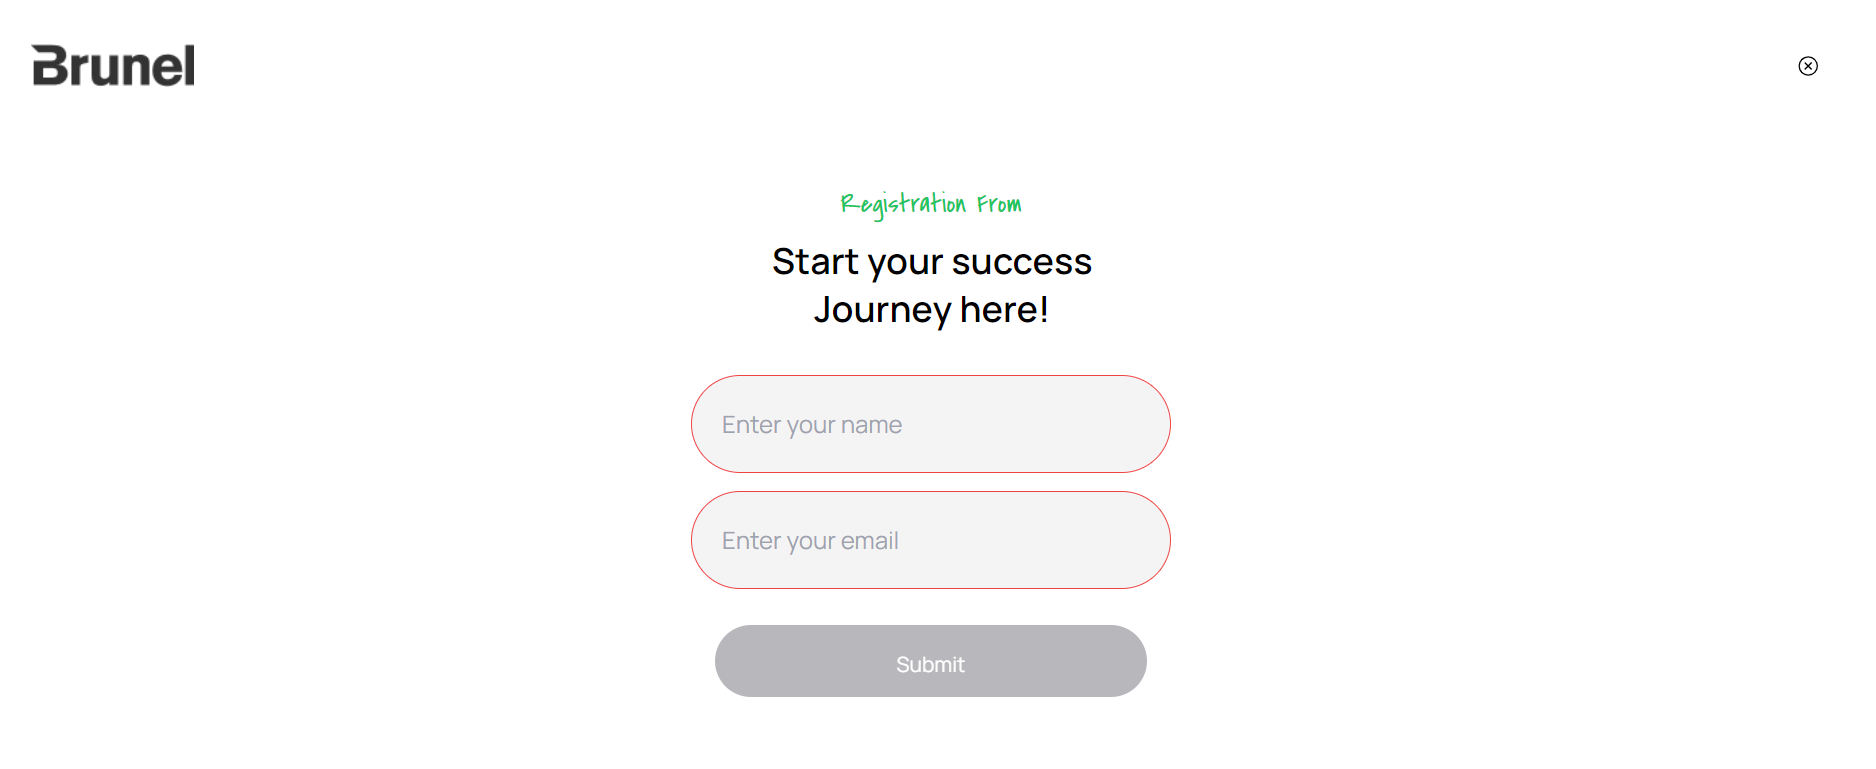 Brunel
Registration From
Start your success
Journey here!
Enter your name
Enter your email
Submit